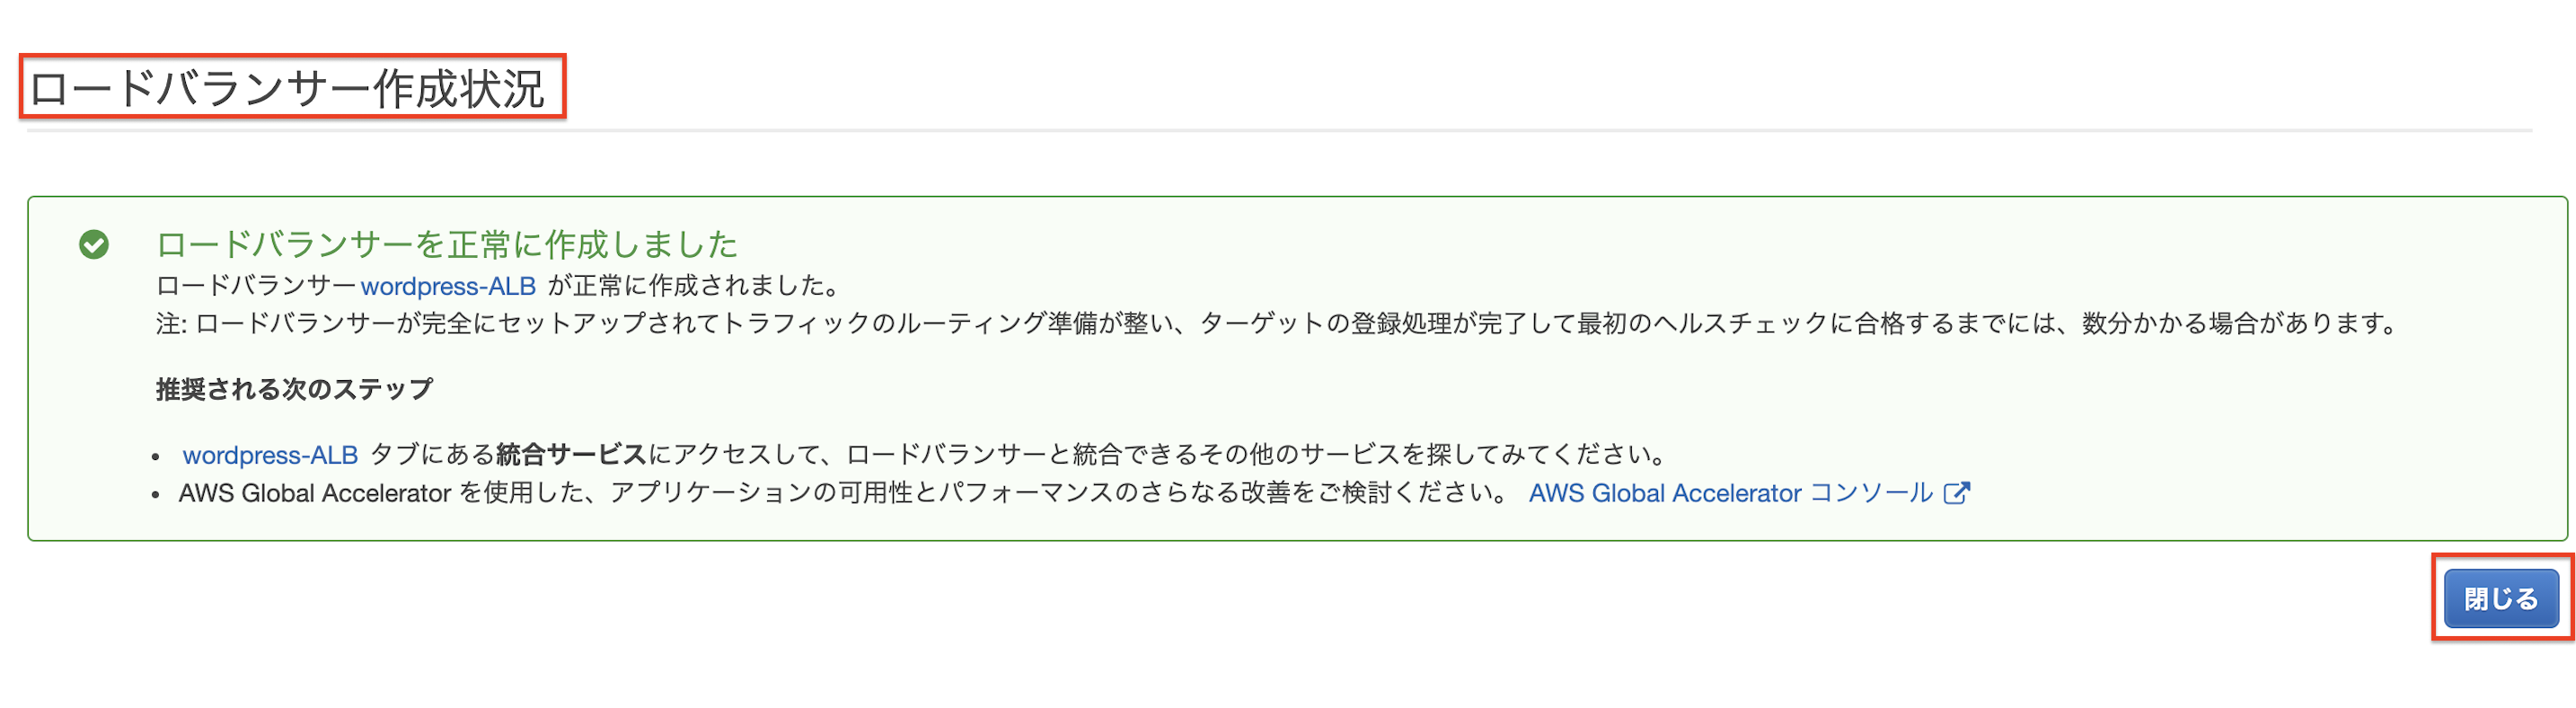 ロードバランサー作成状況
ロードバランサーを正常に作成しました
ロードバランサーwordpress-ALB が正常に作成されました。
注: ロードバランサーが完全にセットアップされてトラフィックのルーティング準備が整い、ターゲットの登録処理が完了して最初のヘルスチェックに合格するまでには、数分かかる場合があります。
推奨される次のステップ
• wordpress-ALB タブにある統合サービスにアクセスして、ロードバランサーと統合できるその他のサービスを探してみてください。
• AWS Global Accelerator を使用した、アプリケーションの可用性とパフォーマンスのさらなる改善をご検討ください。 AWS Global Accelerator コンソール
閉じる